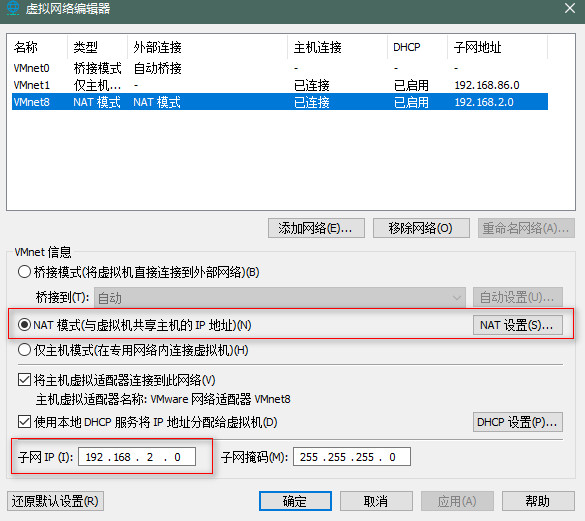 虚拟网络编辑器
名称 类型 外部连接 主机连接 DHCP 子网地址
VMnet0 桥接模式 自动桥接 - - -
VMnet1 仅主机... - 已连接 已启用 192.168.86.0
VMnet8 NAT 模式 NAT 模式 已连接 已启用 192.168.2.0
添加网络(E)... 移除网络(O) 重命名网络(A)...
VMnet 信息
桥接模式(将虚拟机直接连接到外部网络)(B)
桥接到(T): 自动 自动设置(U)...
NAT 模式(与虚拟机共享主机的 IP 地址)(N) NAT 设置(S)...
仅主机模式(在专用网络内连接虚拟机)(H)
将主机虚拟适配器连接到此网络(V)
主机虚拟适配器名称: VMware 网络适配器 VMnet8
使用本地 DHCP 服务将 IP 地址分配给虚拟机(D) DHCP 设置(P)...
子网 IP (I): 192 . 168 . 2 . 0 子网掩码(M): 255 . 255 . 255 . 0
还原默认设置(R) 确定 取消 应用(A) 帮助